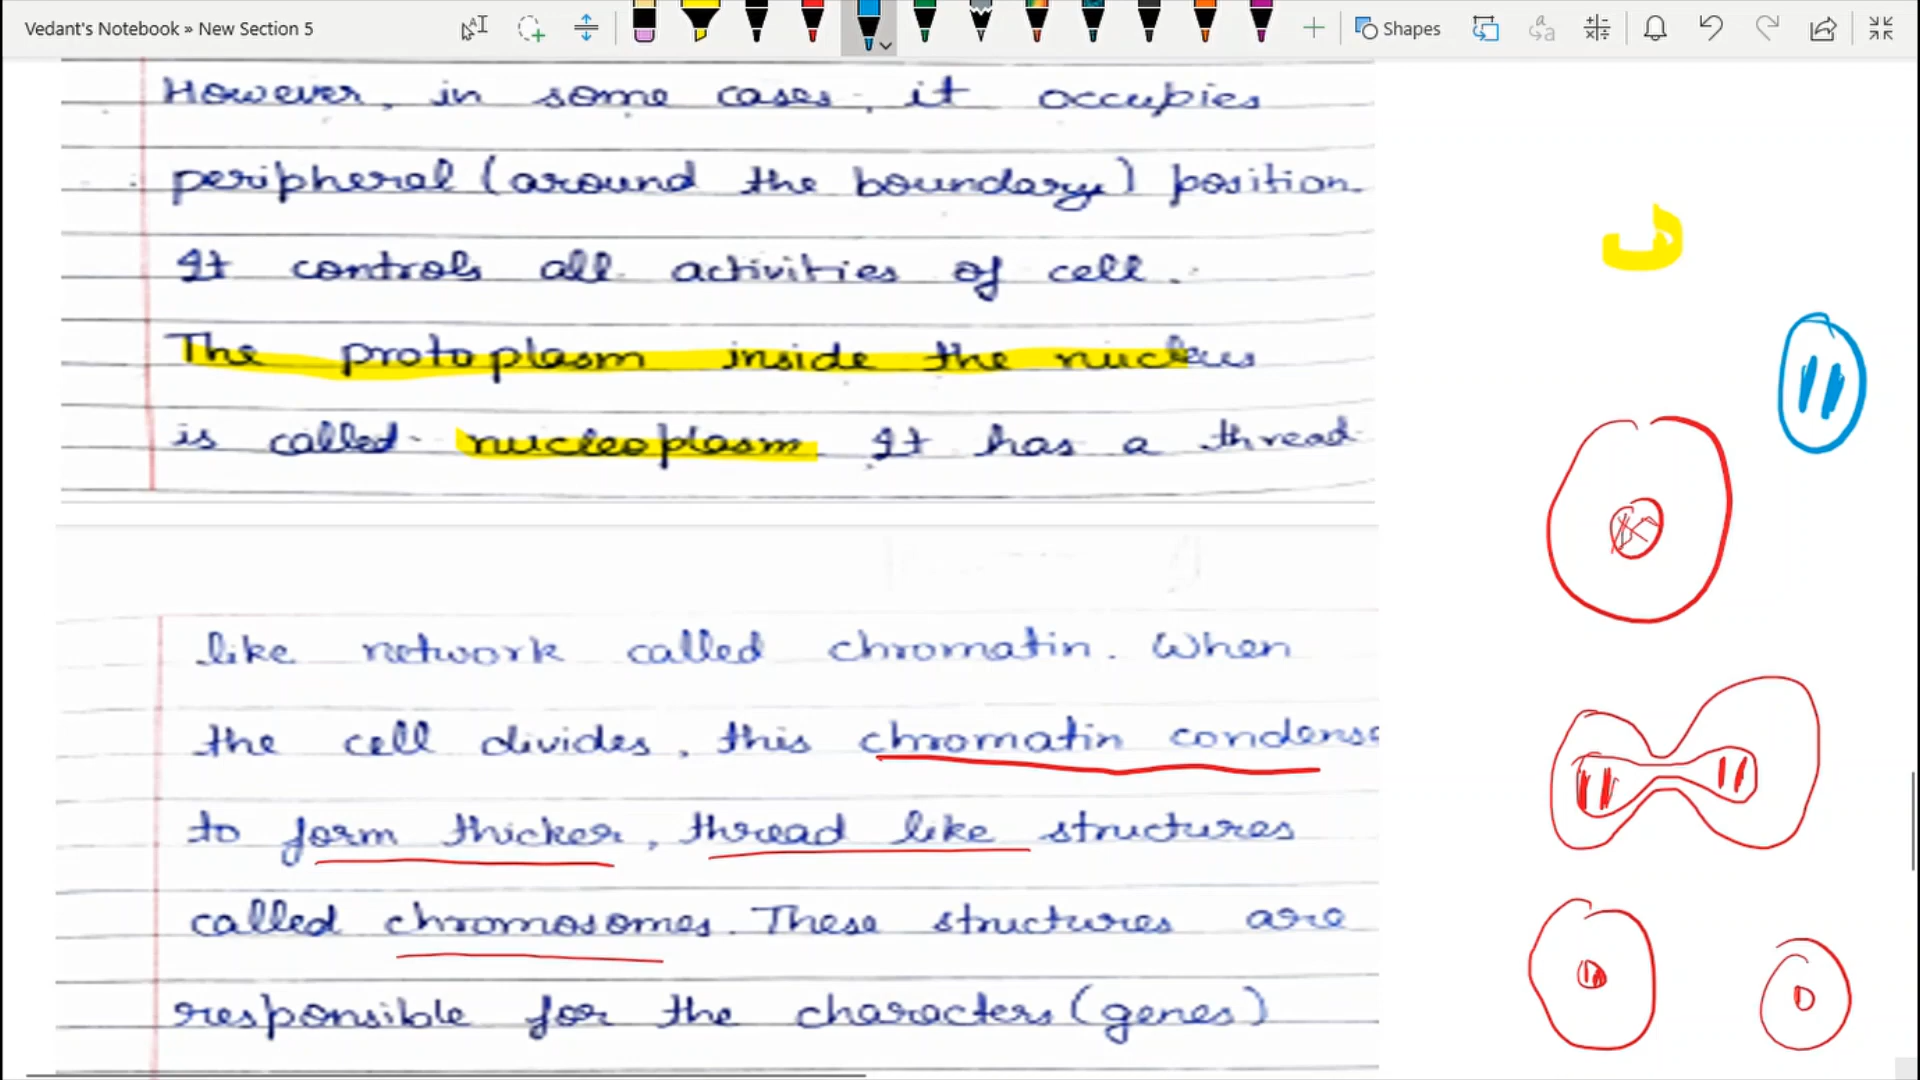 Vedant's Notebook » New Section 5
Shapes
However, in some cases, it occupies
peripheral (around the boundary) position.
It controls all activities of cell.
The protoplasm inside the nucleus
is called nucleoplasm. It has a thread
like network called chromatin. When
the cell divides, this chromatin condense
to form thicker, thread like structures
called chromosomes. These structures are
responsible for the characters (genes)